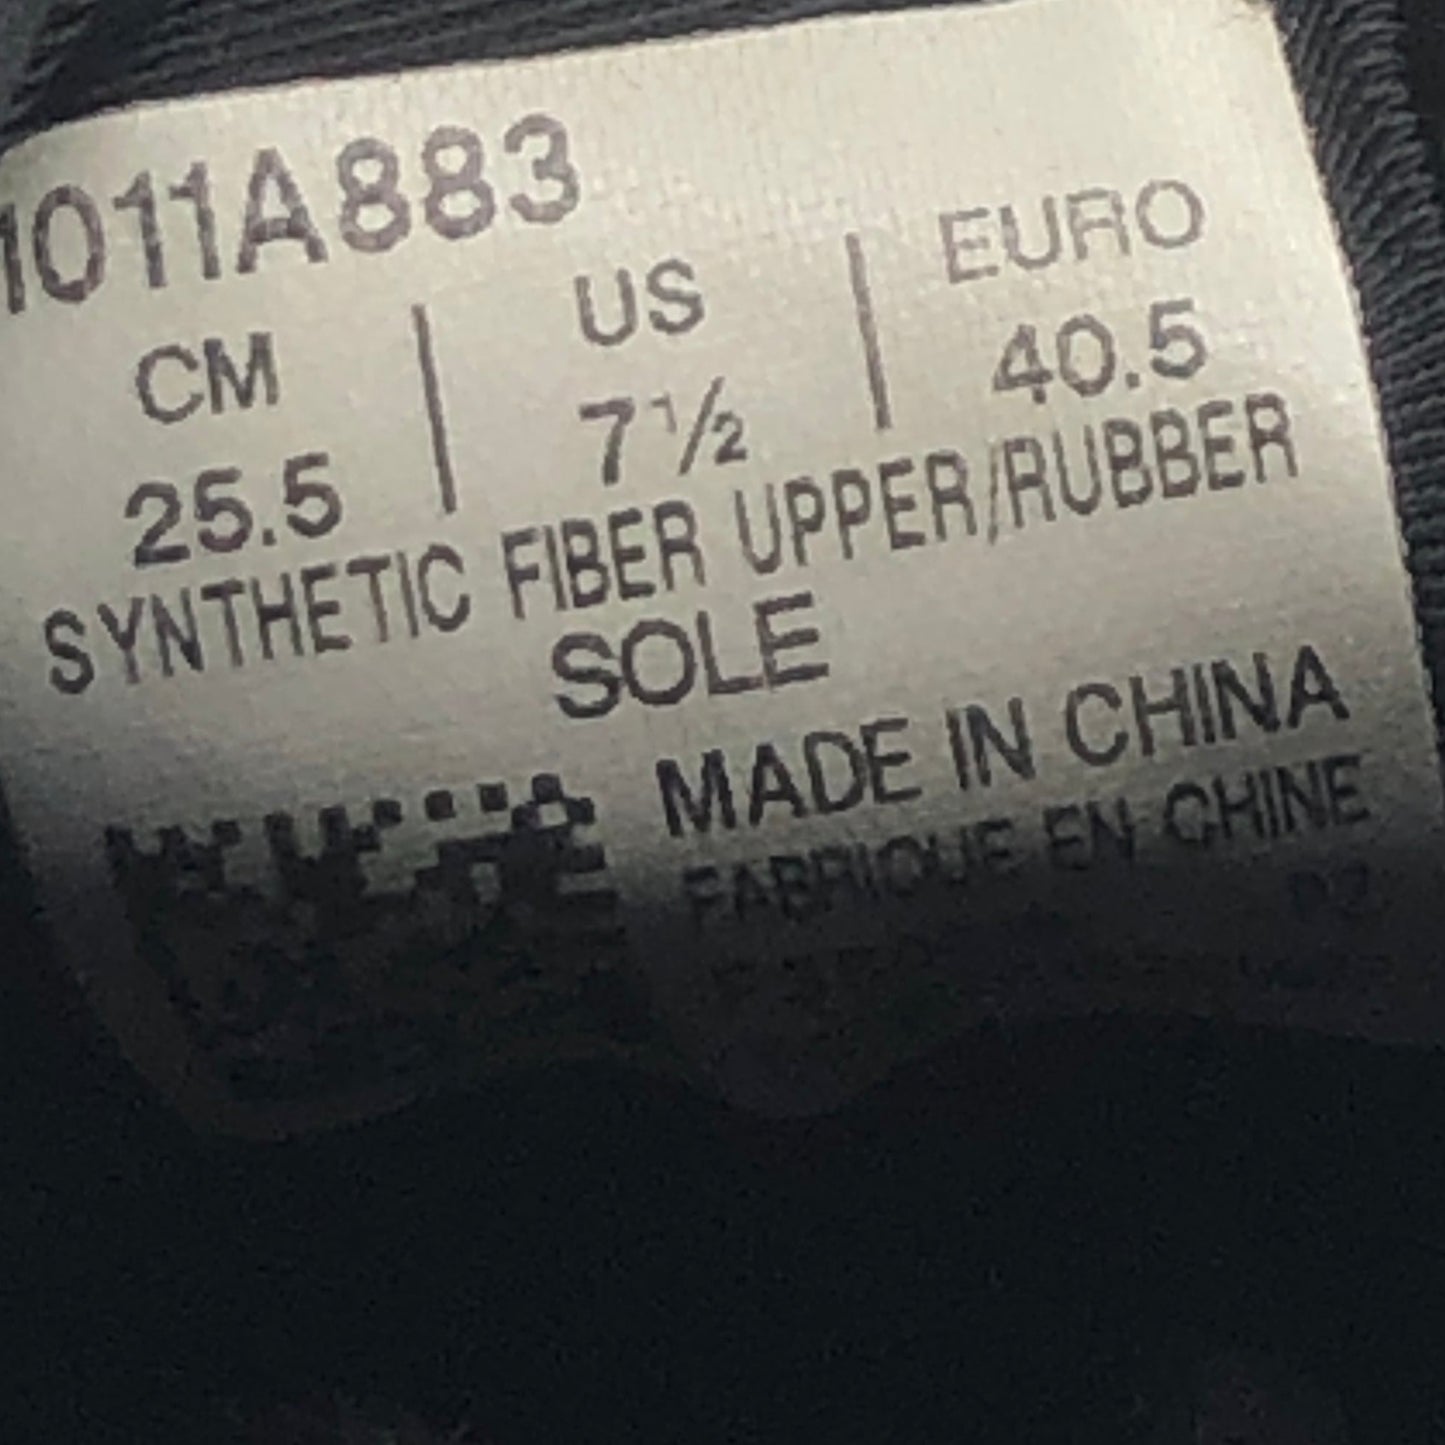 1011A883
CM | US | EURO
25.5 | 7½ | 40.5
SYNTHETIC FIBER UPPER/RUBBER
SOLE
MADE IN CHINA
FABRIQUE EN CHINE